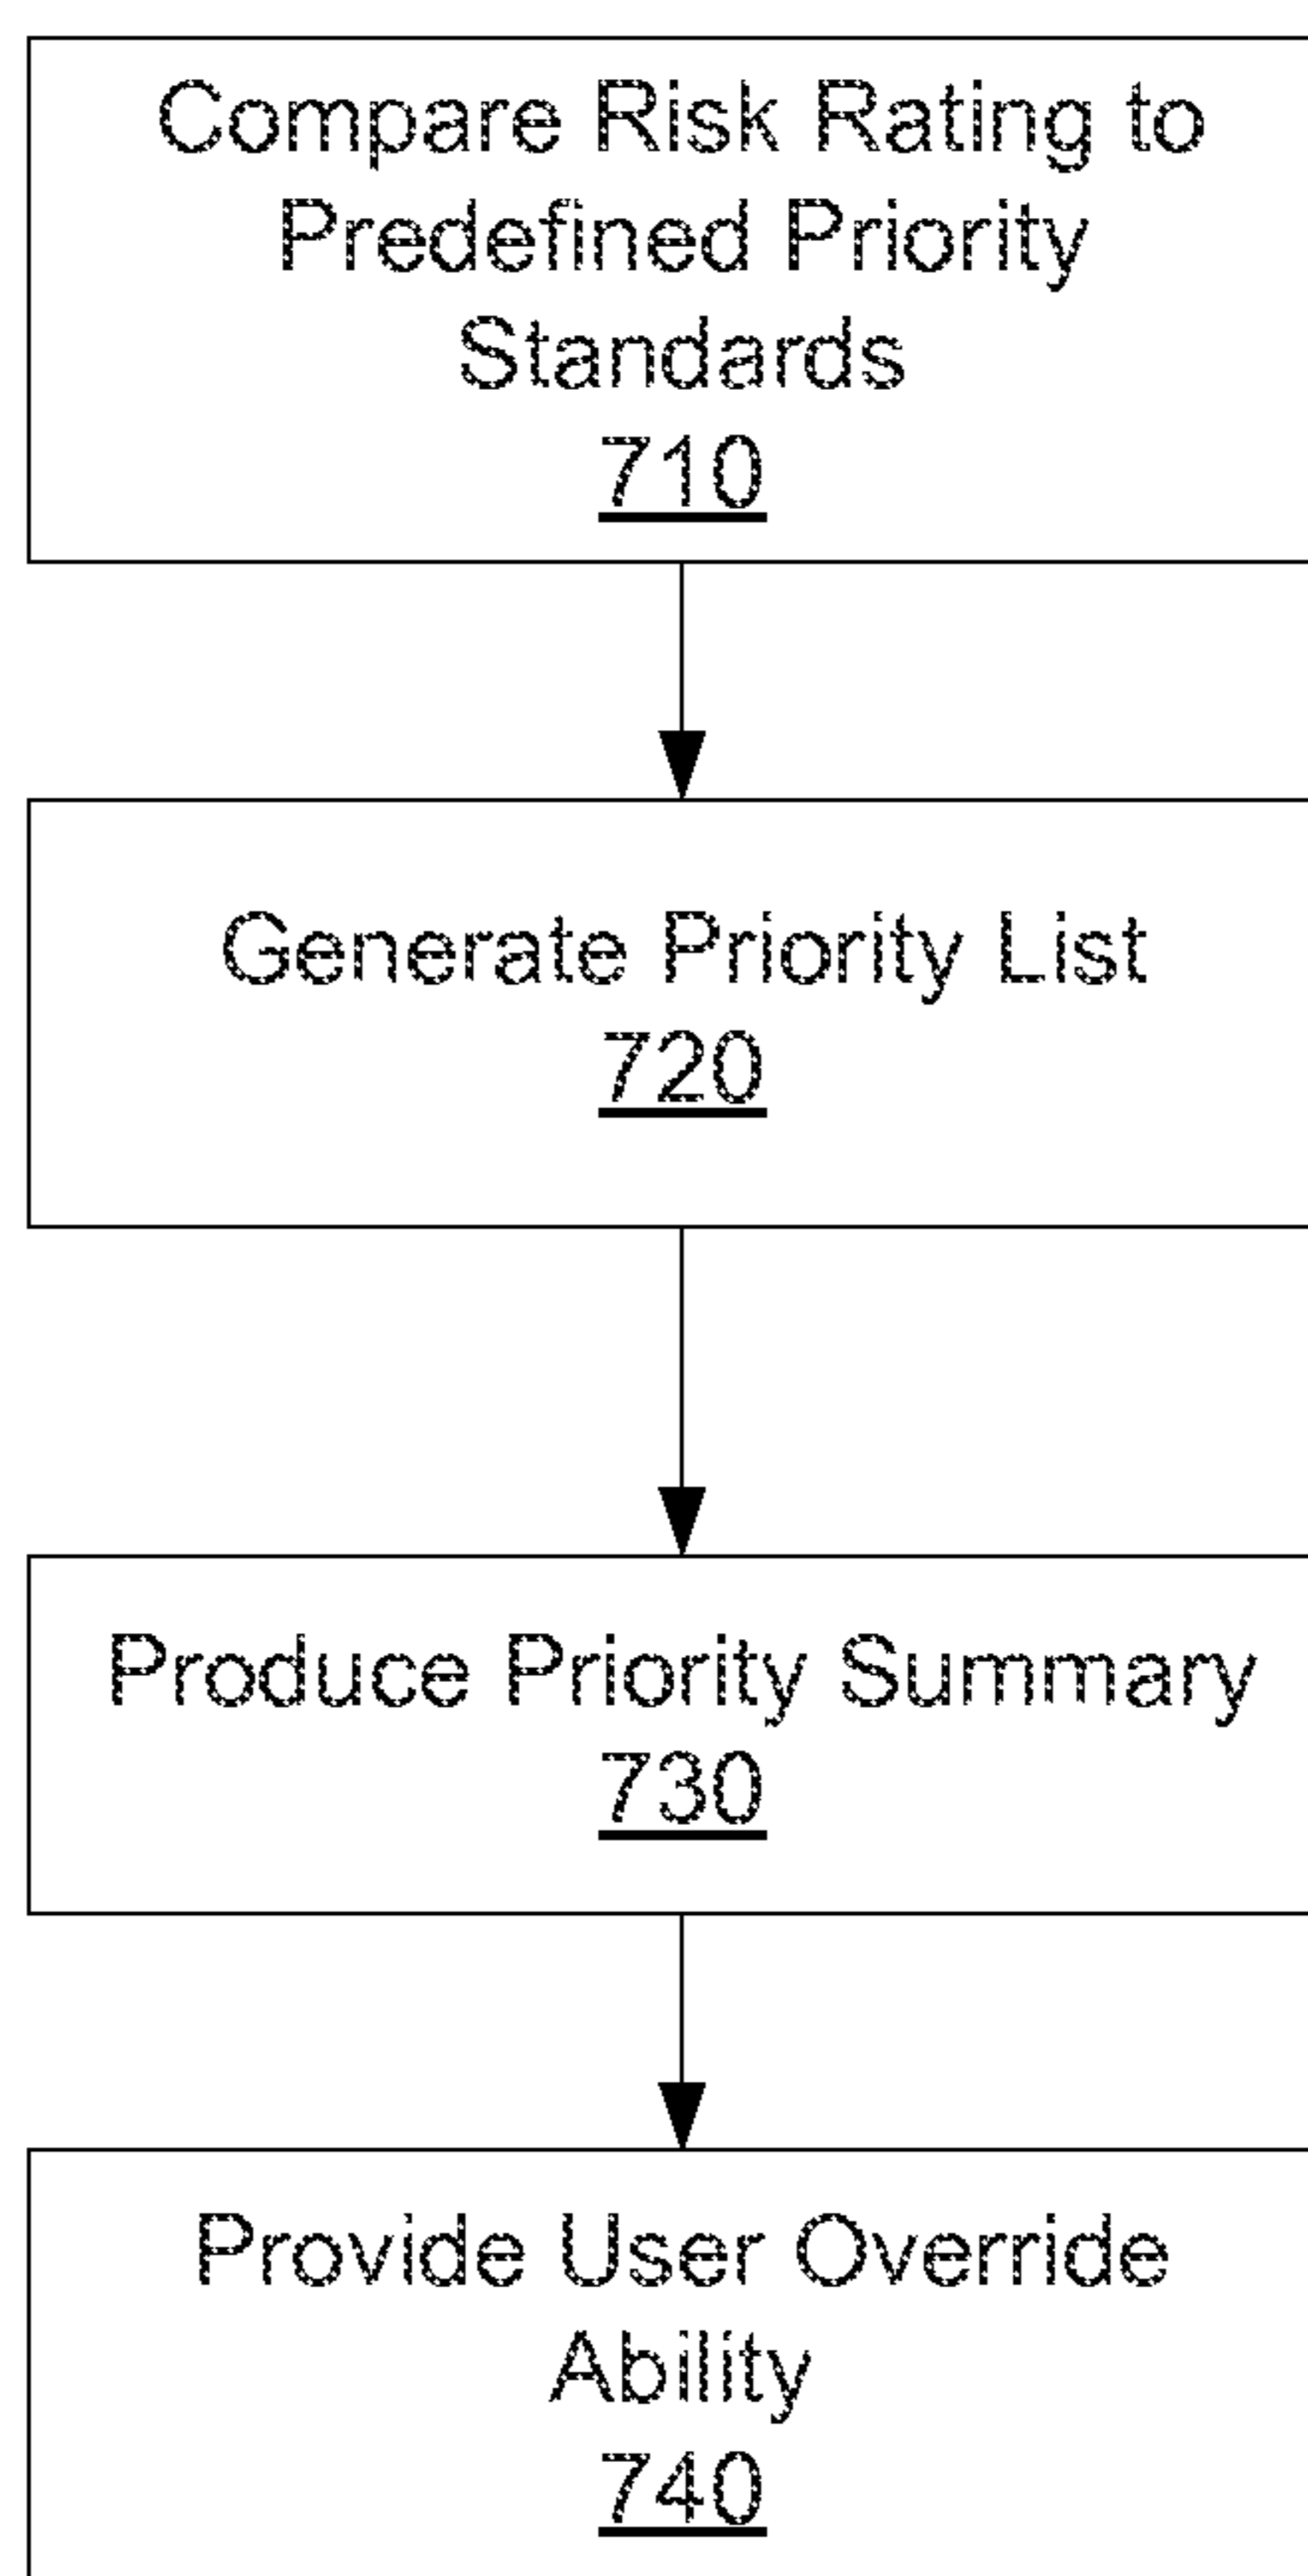 Compare Risk Rating to
Predefined Priority
Standards
710
Generate Priority List
720
Produce Priority Summary
730
Provide User Override
Ability
740